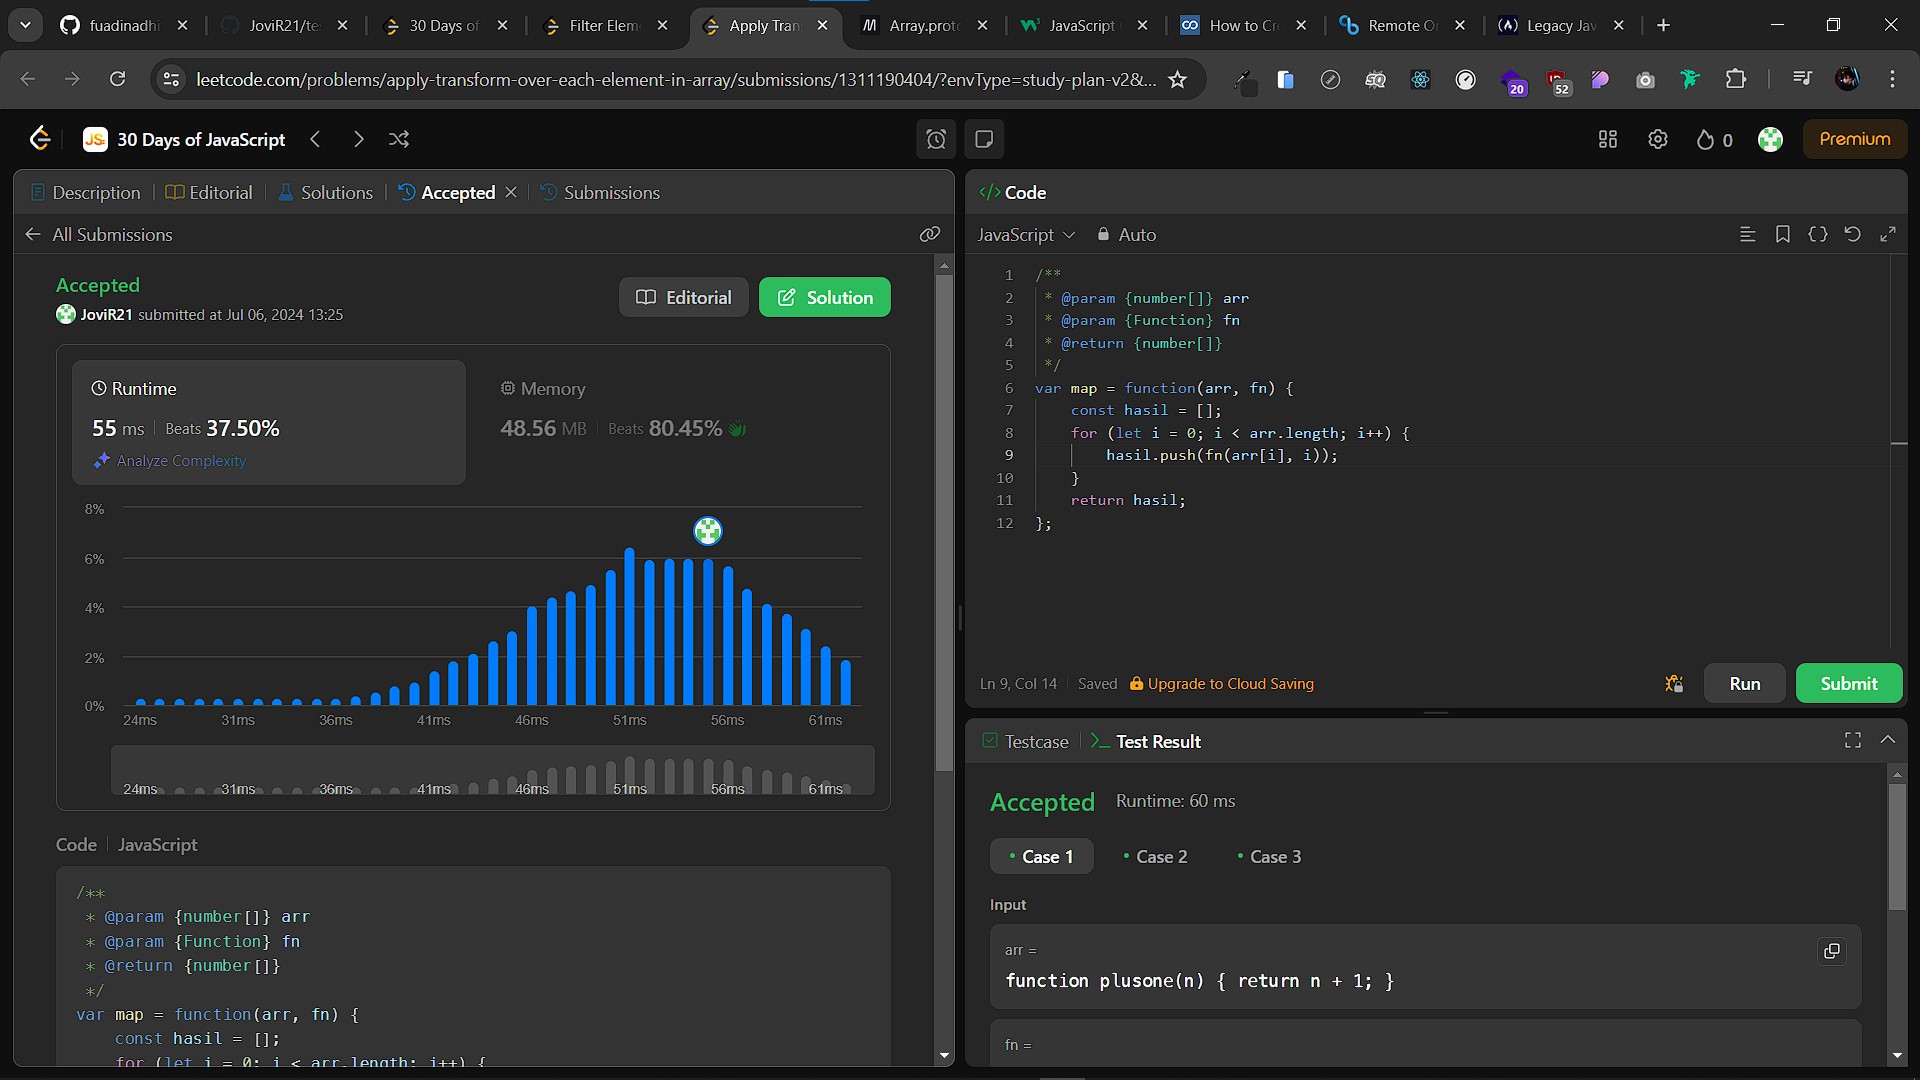 fuadinadhi
JoviR21/te
30 Days of
Filter Elem
Apply Tran
Array.proto
JavaScript
How to Cr
Remote O
Legacy Jav
leetcode.com/problems/apply-transform-over-each-element-in-array/submissions/1311190404/?envType=study-plan-v2&...
20
52
JS
30 Days of JavaScript
0
Premium
Description
Editorial
Solutions
Accepted
Submissions
All Submissions
Accepted
JoviR21 submitted at Jul 06, 2024 13:25
Editorial
Solution
Runtime
55 ms
Beats 37.50%
Analyze Complexity
Memory
48.56 MB
Beats 80.45%
8%
6%
4%
2%
0%
24ms 31ms 36ms 41ms 46ms 51ms 56ms 61ms
24ms 31ms 36ms 41ms 46ms 51ms 56ms 61ms
Code
JavaScript
/**
* @param {number[]} arr
* @param {Function} fn
* @return {number[]}
*/
var map = function(arr, fn) {
const hasil = [];
for (let i = 0; i < arr.length; i++) {
</> Code
JavaScript
Auto
1 /**
2 * @param {number[]} arr
3 * @param {Function} fn
4 * @return {number[]}
5 */
6 var map = function(arr, fn) {
7 const hasil = [];
8 for (let i = 0; i < arr.length; i++) {
9 hasil.push(fn(arr[i], i));
10 }
11 return hasil;
12 };
Ln 9, Col 14
Saved
Upgrade to Cloud Saving
Run
Submit
Testcase
Test Result
Accepted
Runtime: 60 ms
• Case 1
• Case 2
• Case 3
Input
arr =
function plusone(n) { return n + 1; }
fn =